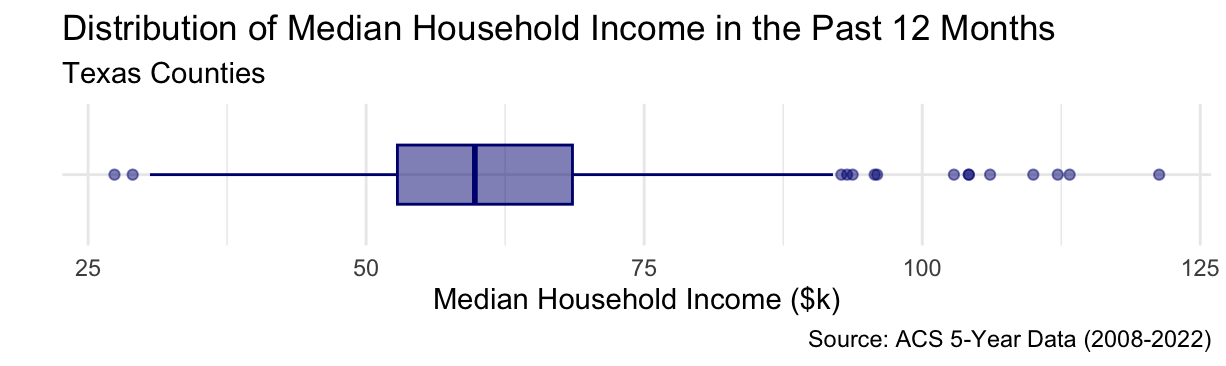 Distribution of Median Household Income in the Past 12 Months
Texas Counties
25 50 75 100 125
Median Household Income ($k)
Source: ACS 5-Year Data (2008-2022)